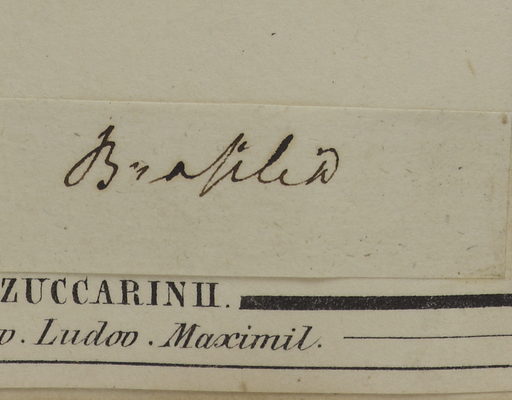 Brasilia
ZUCCARINII.
v. Ludov. Maximil.